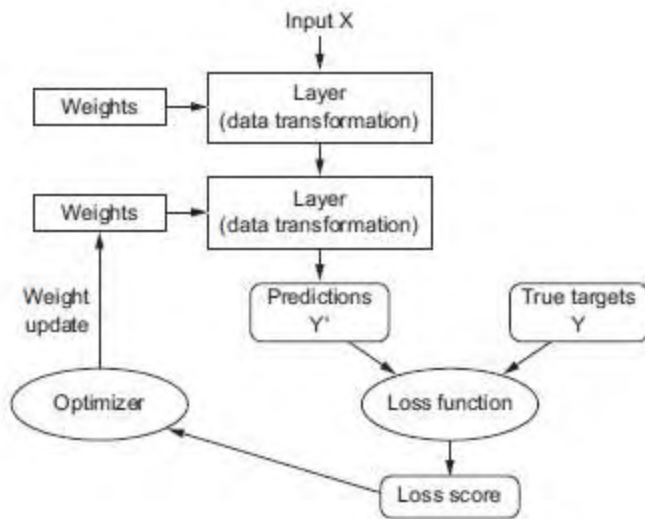 Input X
Weights
Layer
(data transformation)
Weights
Layer
(data transformation)
Weight
update
Predictions
Y'
True targets
Y
Optimizer
Loss function
Loss score